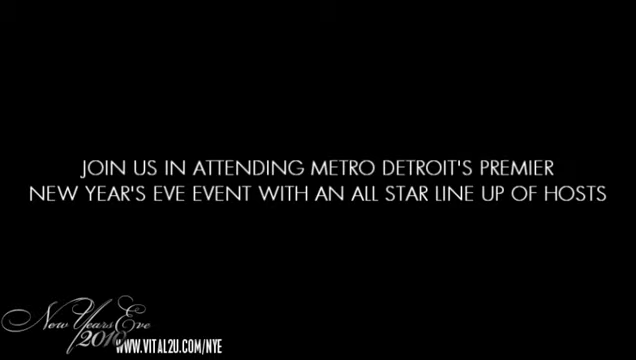 JOIN US IN ATTENDING METRO DETROIT'S PREMIER
NEW YEAR'S EVE EVENT WITH AN ALL STAR LINE UP OF HOSTS
New Years Eve
2010
WWW.VITAL2U.COM/NYE